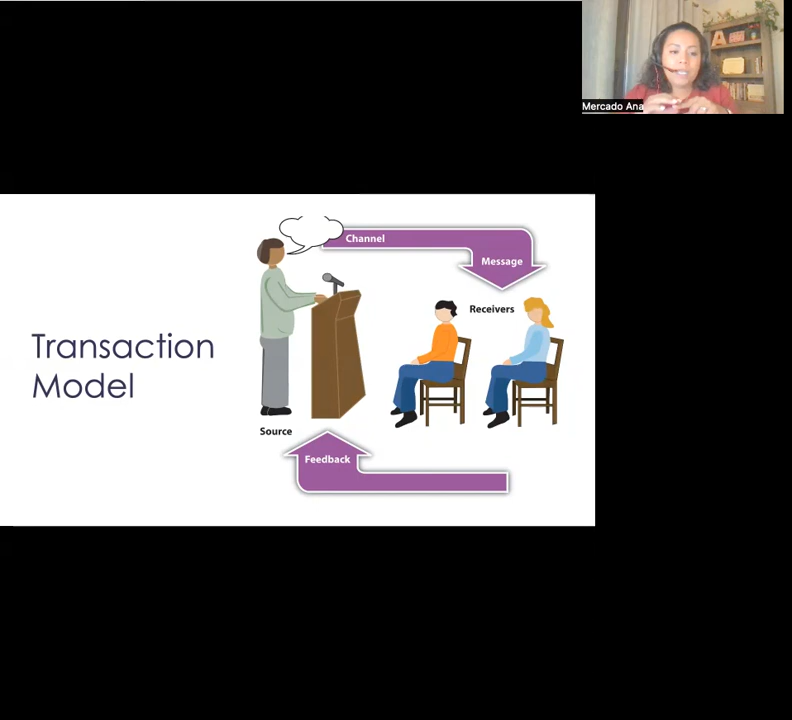 Mercado Ana
Transaction
Model
Channel
Message
Receivers
Source
Feedback